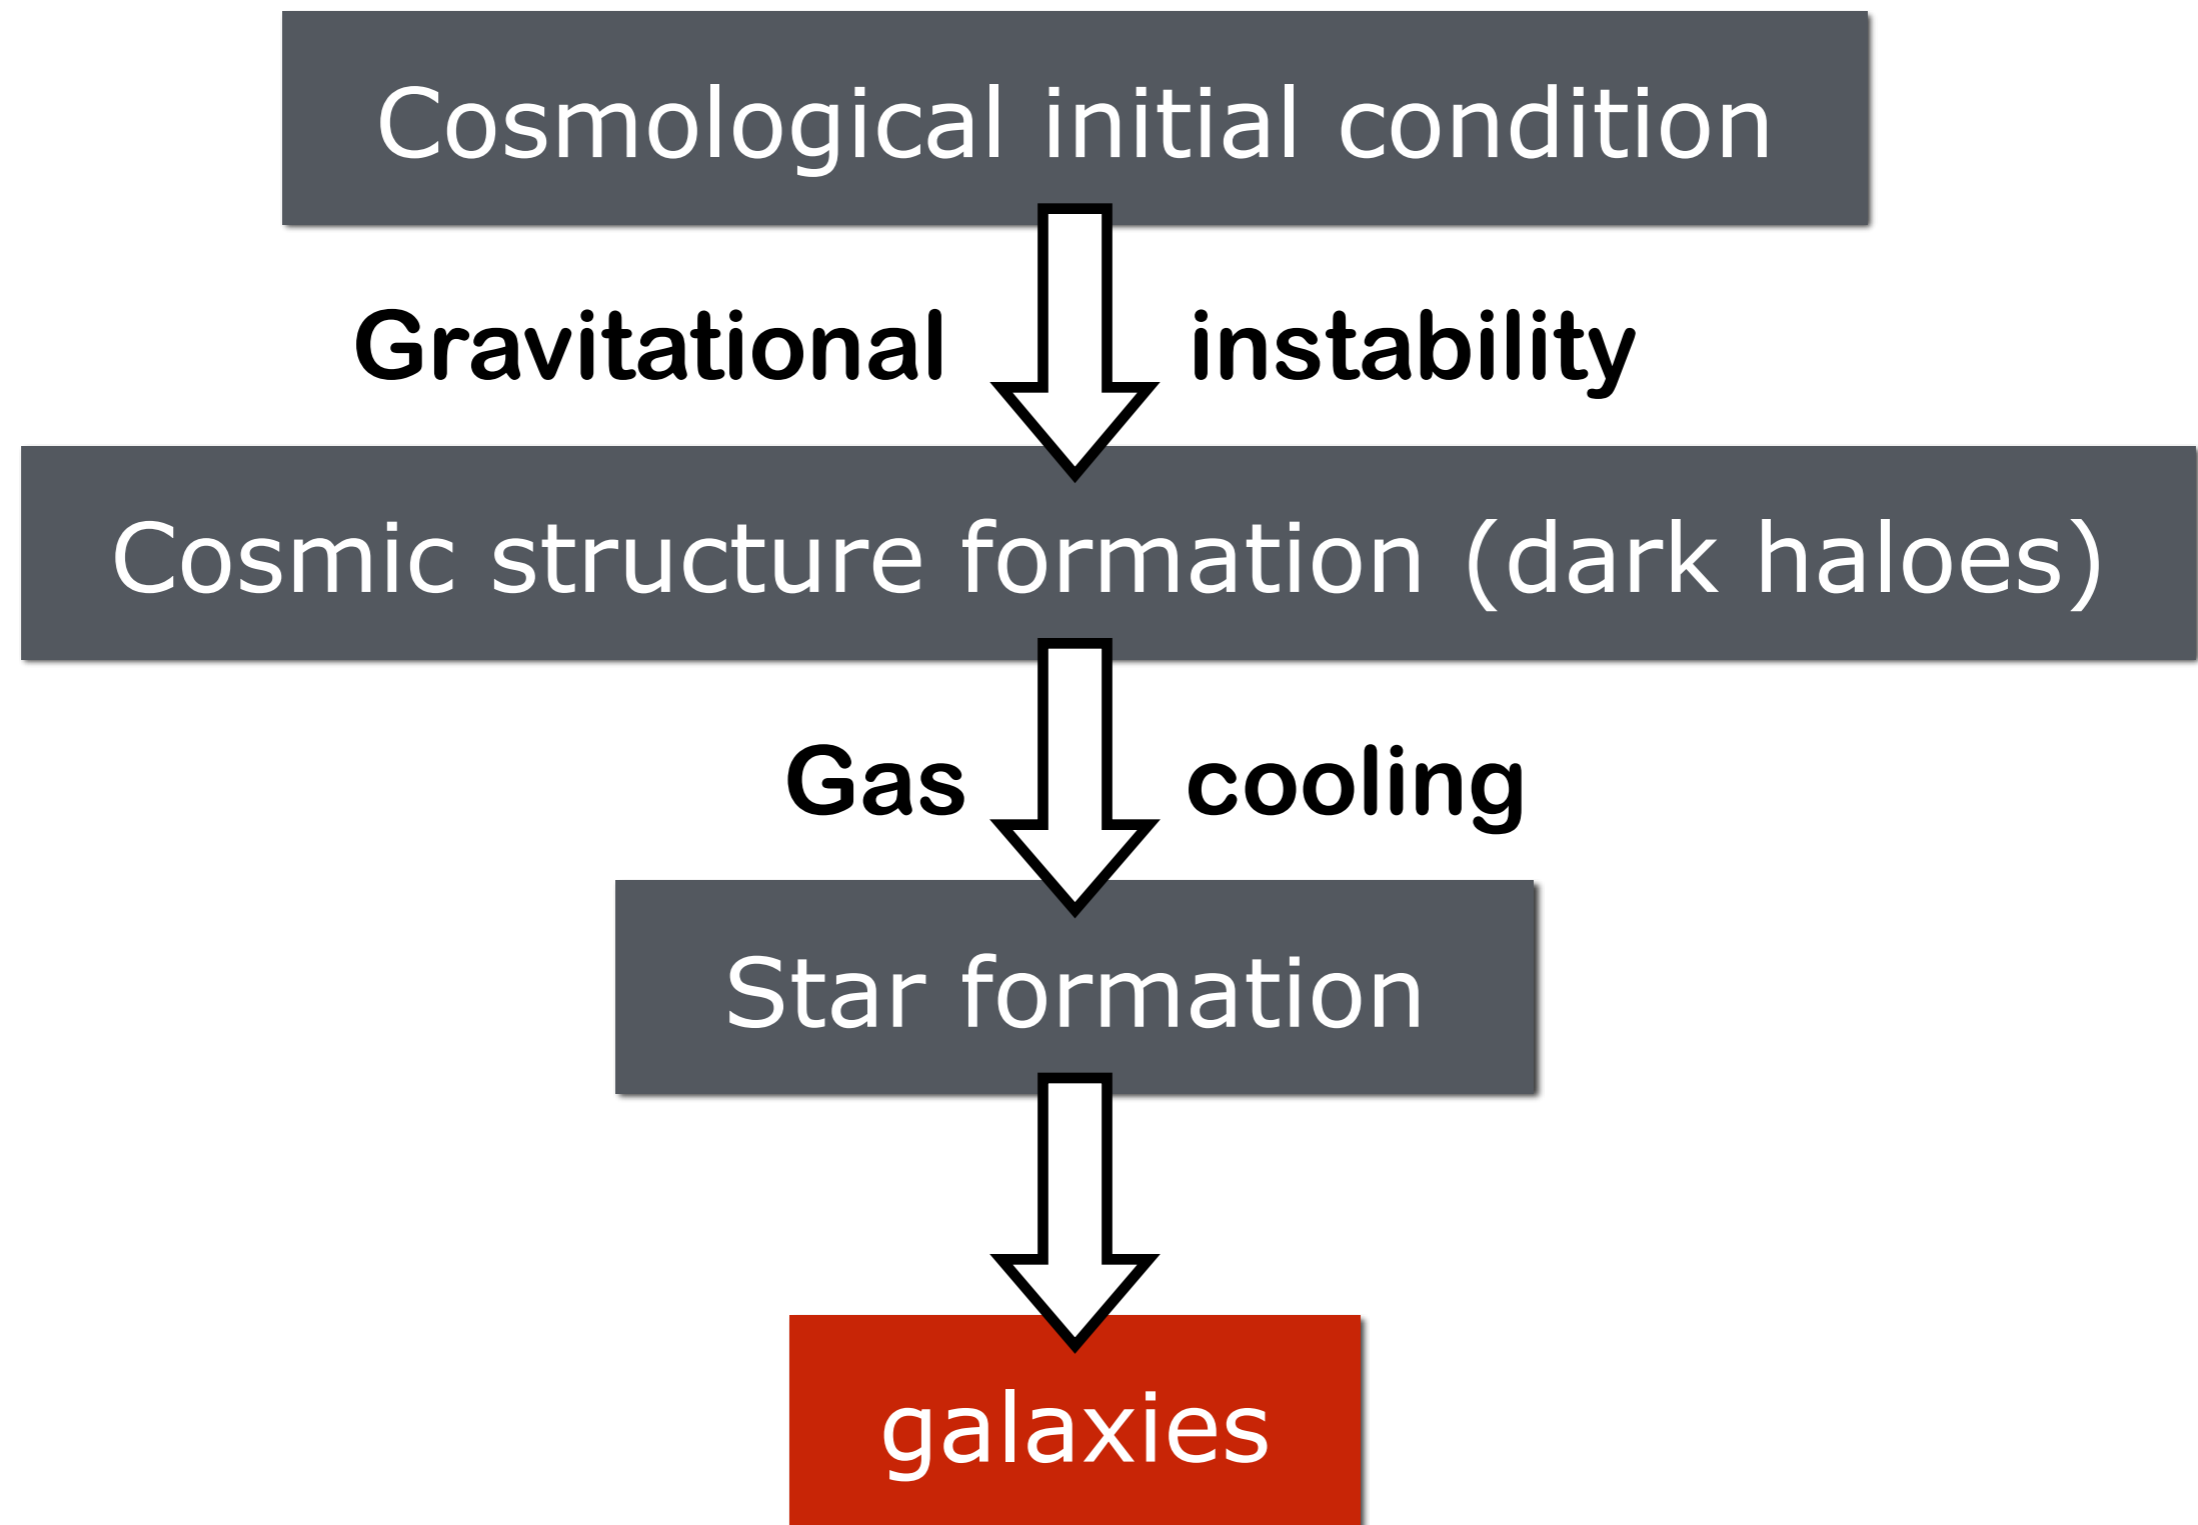 Cosmological initial condition
Gravitational instability
Cosmic structure formation (dark haloes)
Gas cooling
Star formation
galaxies